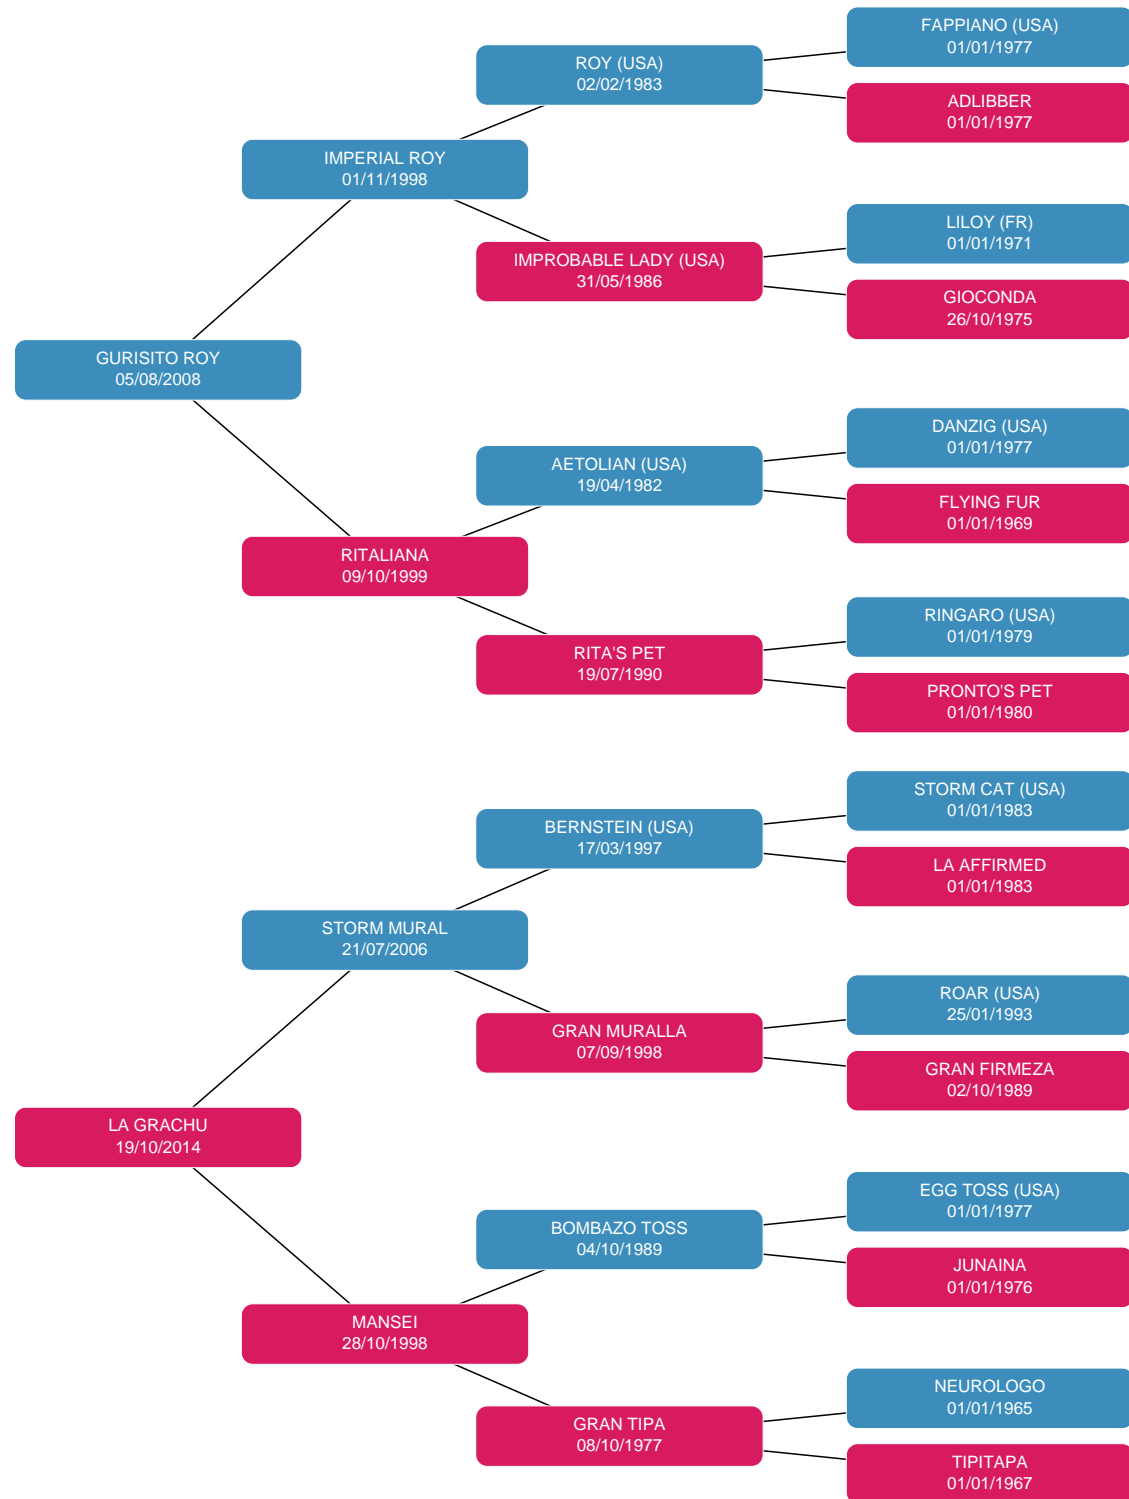 FAPPIANO (USA)
01/01/1977
ROY (USA)
02/02/1983
ADLIBBER
01/01/1977
IMPERIAL ROY
01/11/1998
LILOY (FR)
01/01/1971
IMPROBABLE LADY (USA)
31/05/1986
GIOCONDA
26/10/1975
GURISITO ROY
05/08/2008
DANZIG (USA)
01/01/1977
AETOLIAN (USA)
19/04/1982
FLYING FUR
01/01/1969
RITALIANA
09/10/1999
RINGARO (USA)
01/01/1979
RITA'S PET
19/07/1990
PRONTO'S PET
01/01/1980
STORM CAT (USA)
01/01/1983
BERNSTEIN (USA)
17/03/1997
LA AFFIRMED
01/01/1983
STORM MURAL
21/07/2006
ROAR (USA)
25/01/1993
GRAN MURALLA
07/09/1998
GRAN FIRMEZA
02/10/1989
LA GRACHU
19/10/2014
EGG TOSS (USA)
01/01/1977
BOMBAZO TOSS
04/10/1989
JUNAINA
01/01/1976
MANSEI
28/10/1998
NEUROLOGO
01/01/1965
GRAN TIPA
08/10/1977
TIPITAPA
01/01/1967